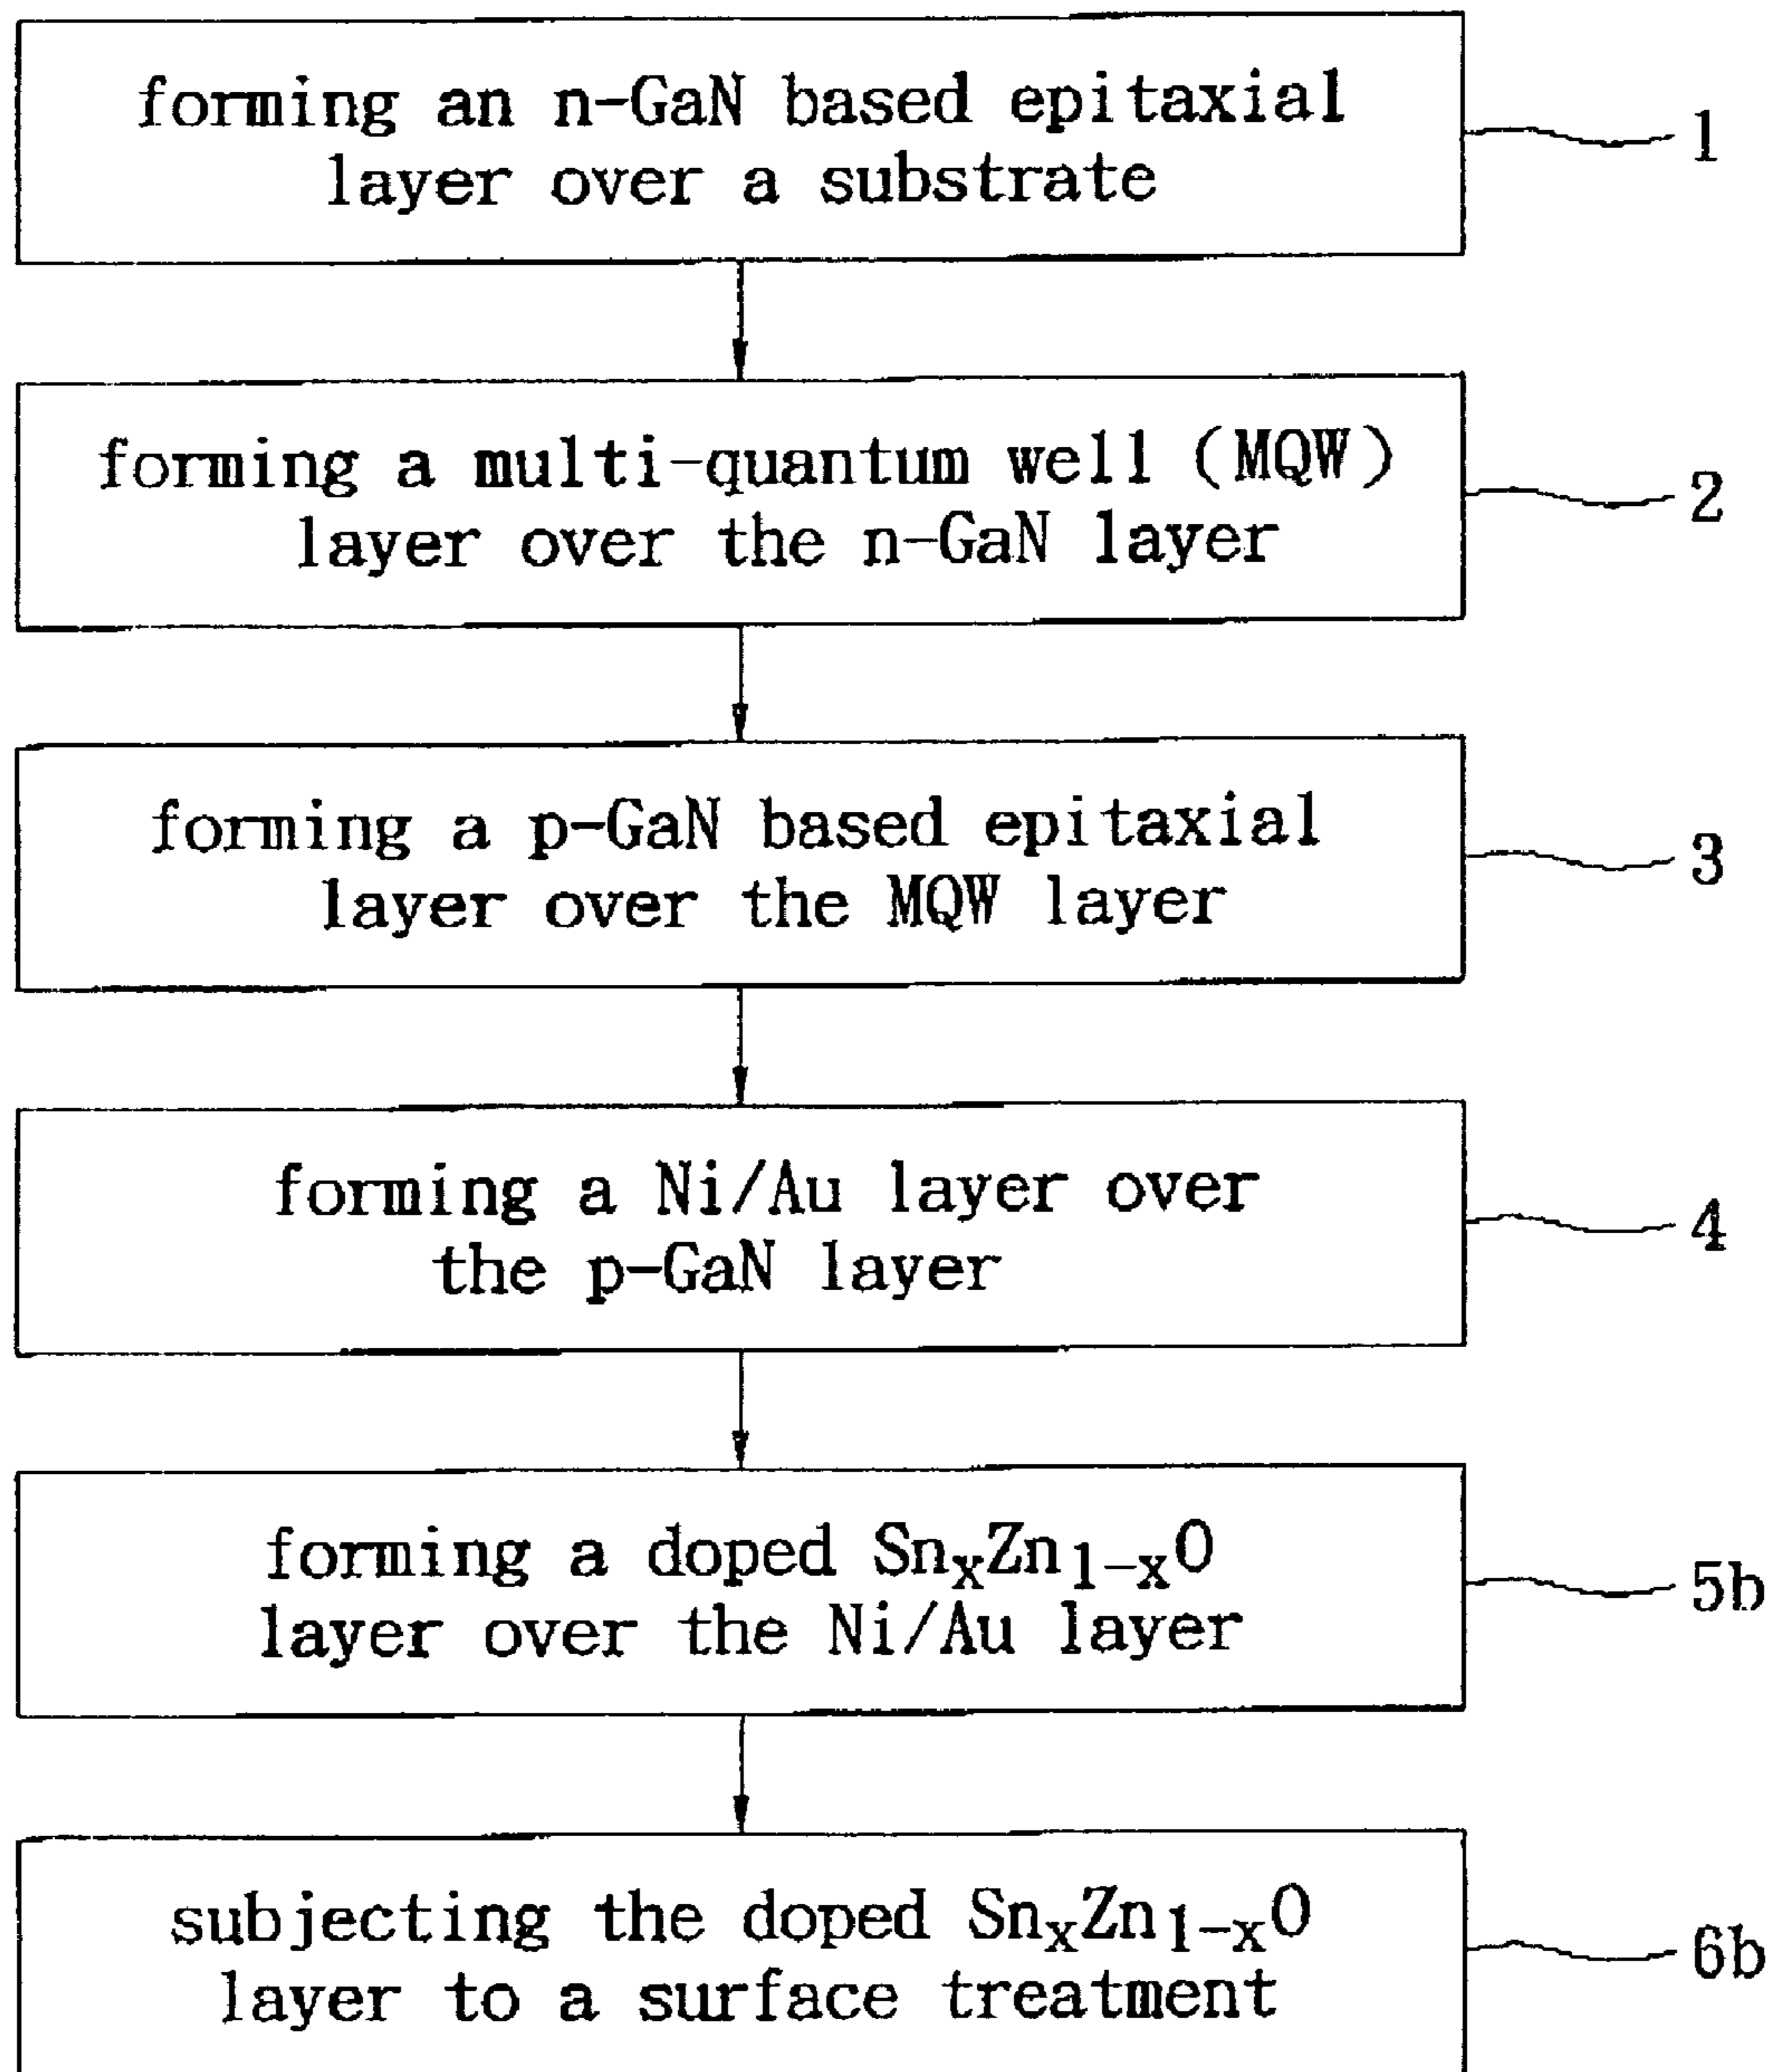 forming an n-GaN based epitaxial
layer over a substrate
1
forming a multi-quantum well (MQW)
layer over the n-GaN layer
2
forming a p-GaN based epitaxial
layer over the MQW layer
3
forming a Ni/Au layer over
the p-GaN layer
4
forming a doped SnₓZn₁₋ₓO
layer over the Ni/Au layer
5b
subjecting the doped SnₓZn₁₋ₓO
layer to a surface treatment
6b